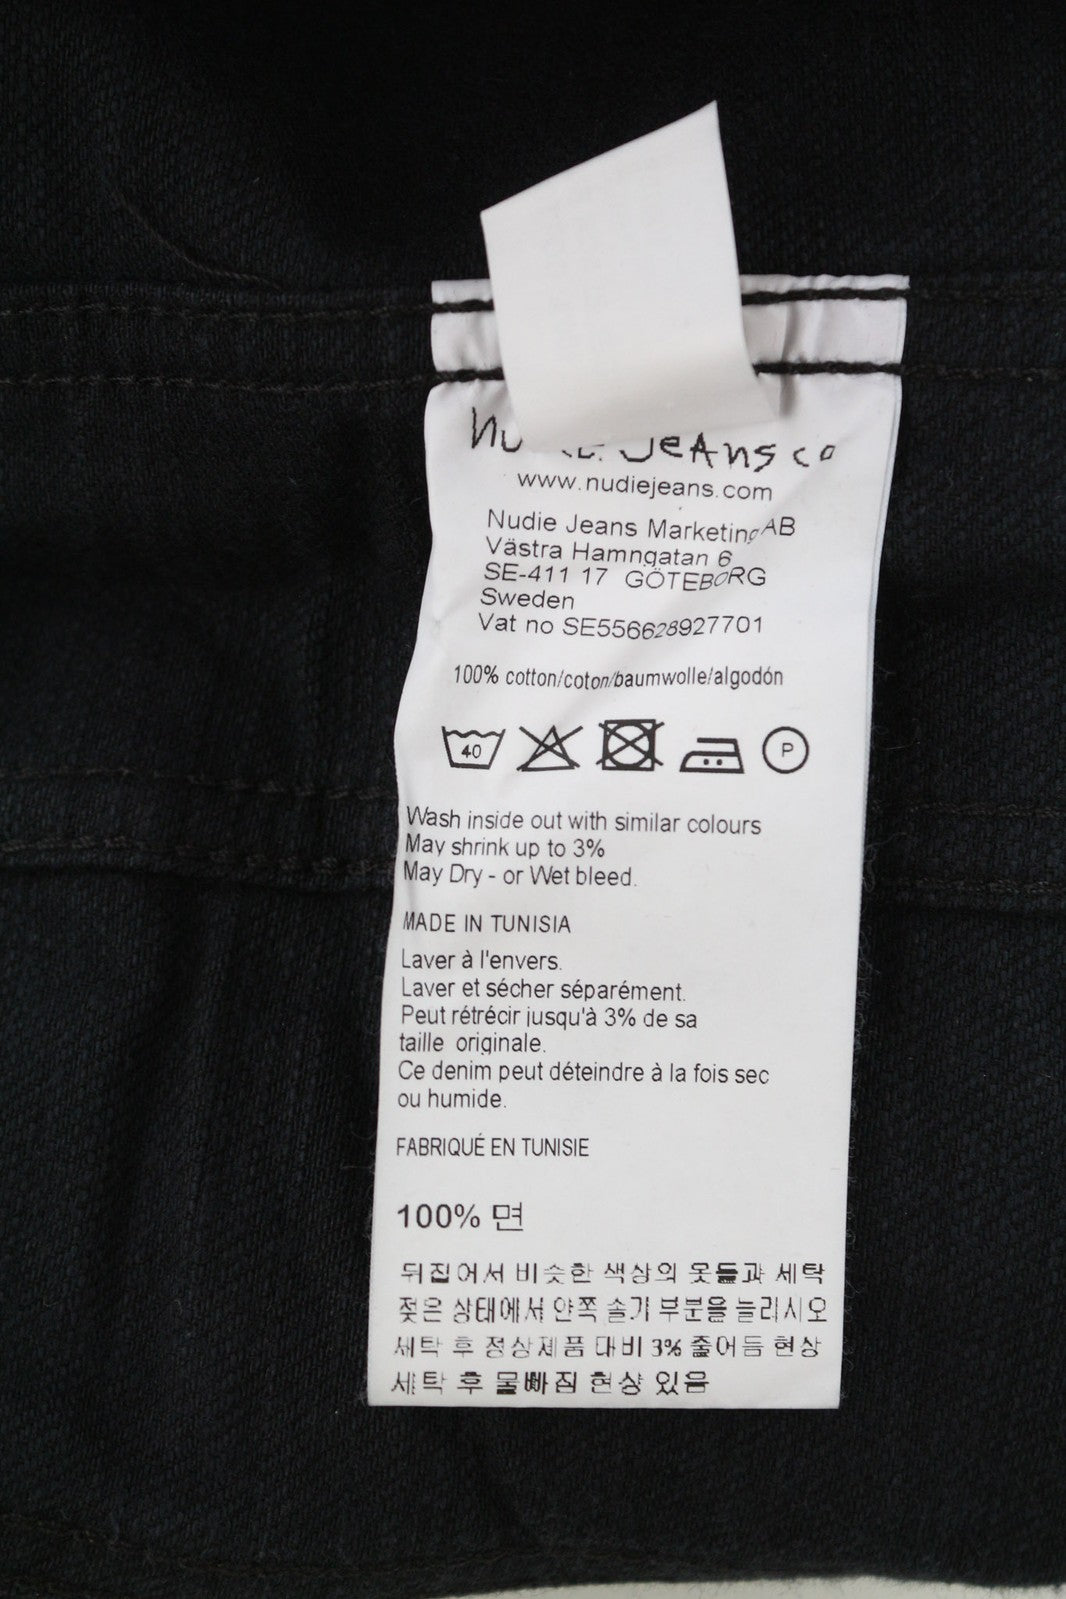 JeAnsco
www.nudiejeans.com
Nudie Jeans Marketing AB
Västra Hamngatan 6
SE-411 17 GÖTEBORG
Sweden
Vat no SE556628927701
100% cotton/coton/baumwolle/algodón
40 P
Wash inside out with similar colours
May shrink up to 3%
May Dry - or Wet bleed.
MADE IN TUNISIA
Laver à l'envers.
Laver et sécher séparément.
Peut rétrécir jusqu'à 3% de sa
taille originale.
Ce denim peut déteindre à la fois sec
ou humide.
FABRIQUÉ EN TUNISIE
100% 면
뒤집어서 비슷한 색상의 옷들과 세탁
젖은 상태에서 안쪽 솔기 부분을 늘리시오
세탁 후 정상제품 대비 3% 줄어듬 현상
세탁 후 물빠짐 현상 있음